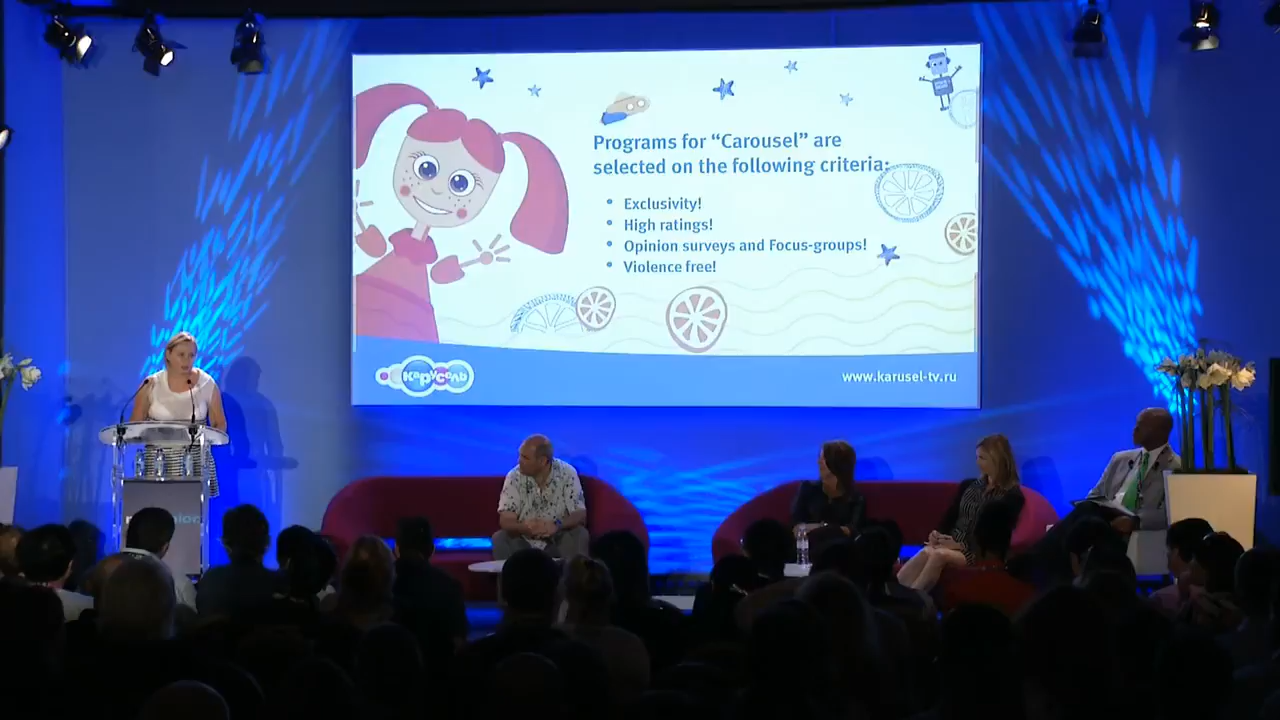 Programs for “Carousel” are
selected on the following criteria:
• Exclusivity!
• High ratings!
• Opinion surveys and Focus-groups!
• Violence free!
Карусель
www.karusel-tv.ru